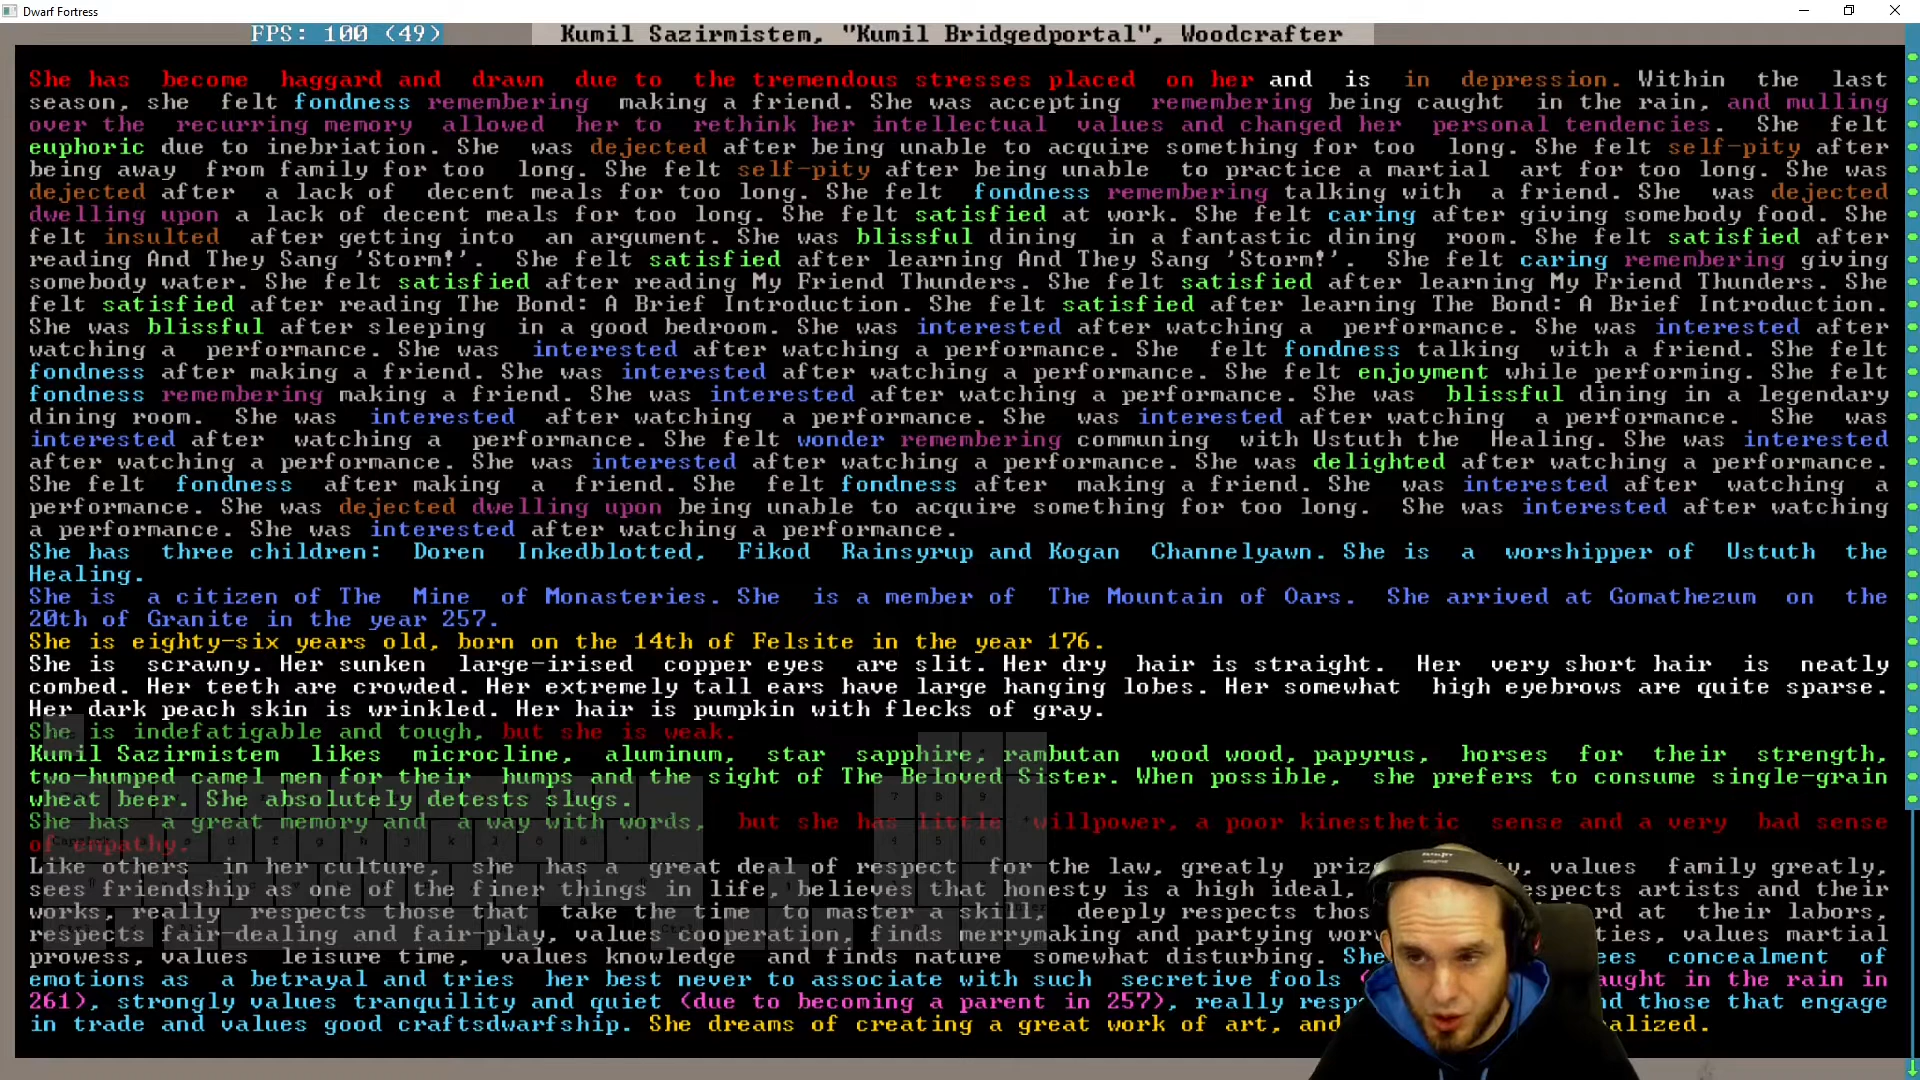 Dwarf Fortress
FPS: 100 (49)
Kumil Sazirmistem, "Kumil Bridgedportal", Woodcrafter
She has become haggard and drawn due to the tremendous stresses placed on her and is in depression. Within the last
season, she felt fondness remembering making a friend. She was accepting remembering being caught in the rain, and mulling
over the recurring memory allowed her to rethink her intellectual values and changed her personal tendencies. She felt
euphoric due to inebriation. She was dejected after being unable to acquire something for too long. She felt self-pity after
being away from family for too long. She felt self-pity after being unable to practice a martial art for too long. She was
dejected after a lack of decent meals for too long. She felt fondness remembering talking with a friend. She was dejected
dwelling upon a lack of decent meals for too long. She felt satisfied at work. She felt caring after giving somebody food. She
felt insulted after getting into an argument. She was blissful dining in a fantastic dining room. She felt satisfied after
reading And They Sang 'Storm!'. She felt satisfied after learning And They Sang 'Storm!'. She felt caring remembering giving
somebody water. She felt satisfied after reading My Friend Thunders. She felt satisfied after learning My Friend Thunders. She
felt satisfied after reading The Bond: A Brief Introduction. She felt satisfied after learning The Bond: A Brief Introduction.
She was blissful after sleeping in a good bedroom. She was interested after watching a performance. She was interested after
watching a performance. She was interested after watching a performance. She felt fondness talking with a friend. She felt
fondness after making a friend. She was interested after watching a performance. She felt enjoyment while performing. She felt
fondness remembering making a friend. She was interested after watching a performance. She was blissful dining in a legendary
dining room. She was interested after watching a performance. She was interested after watching a performance. She was
interested after watching a performance. She felt wonder remembering communing with Ustuth the Healing. She was interested
after watching a performance. She was interested after watching a performance. She was delighted after watching a performance.
She felt fondness after making a friend. She felt fondness after making a friend. She was interested after watching a
performance. She was dejected dwelling upon being unable to acquire something for too long. She was interested after watching
a performance. She was interested after watching a performance.
She has three children: Doren Inkedblotted, Fikod Rainsyrup and Kogan Channelyawn. She is a worshipper of Ustuth the
Healing.
She is a citizen of The Mine of Monasteries. She is a member of The Mountain of Oars. She arrived at Gomathezum on the
20th of Granite in the year 257.
She is eighty-six years old, born on the 14th of Felsite in the year 176.
She is scrawny. Her sunken large-irised copper eyes are slit. Her dry hair is straight. Her very short hair is neatly
combed. Her teeth are crowded. Her extremely tall ears have large hanging lobes. Her somewhat high eyebrows are quite sparse.
Her dark peach skin is wrinkled. Her hair is pumpkin with flecks of gray.
She is indefatigable and tough, but she is weak.
Kumil Sazirmistem likes microcline, aluminum, star sapphire, rambutan wood wood, papyrus, horses for their strength,
two-humped camel men for their humps and the sight of The Beloved Sister. When possible, she prefers to consume single-grain
wheat beer. She absolutely detests slugs.
She has a great memory and a way with words, but she has little willpower, a poor kinesthetic sense and a very bad sense
of empathy.
Like others in her culture, she has a great deal of respect for the law, greatly values family greatly,
sees friendship as one of the finer things in life, believes that honesty is a high ideal, respects artists and their
works, really respects those that take the time to master a skill, deeply respects at their labors,
respects fair-dealing and fair-play, values cooperation, finds merrymaking and partying values martial
prowess, values leisure time, values knowledge and finds nature somewhat disturbing. She concealment of
emotions as a betrayal and tries her best never to associate with such secretive fools in the rain in
261), strongly values tranquility and quiet (due to becoming a parent in 257), really those that engage
in trade and values good craftsdwarfship. She dreams of creating a great work of art,